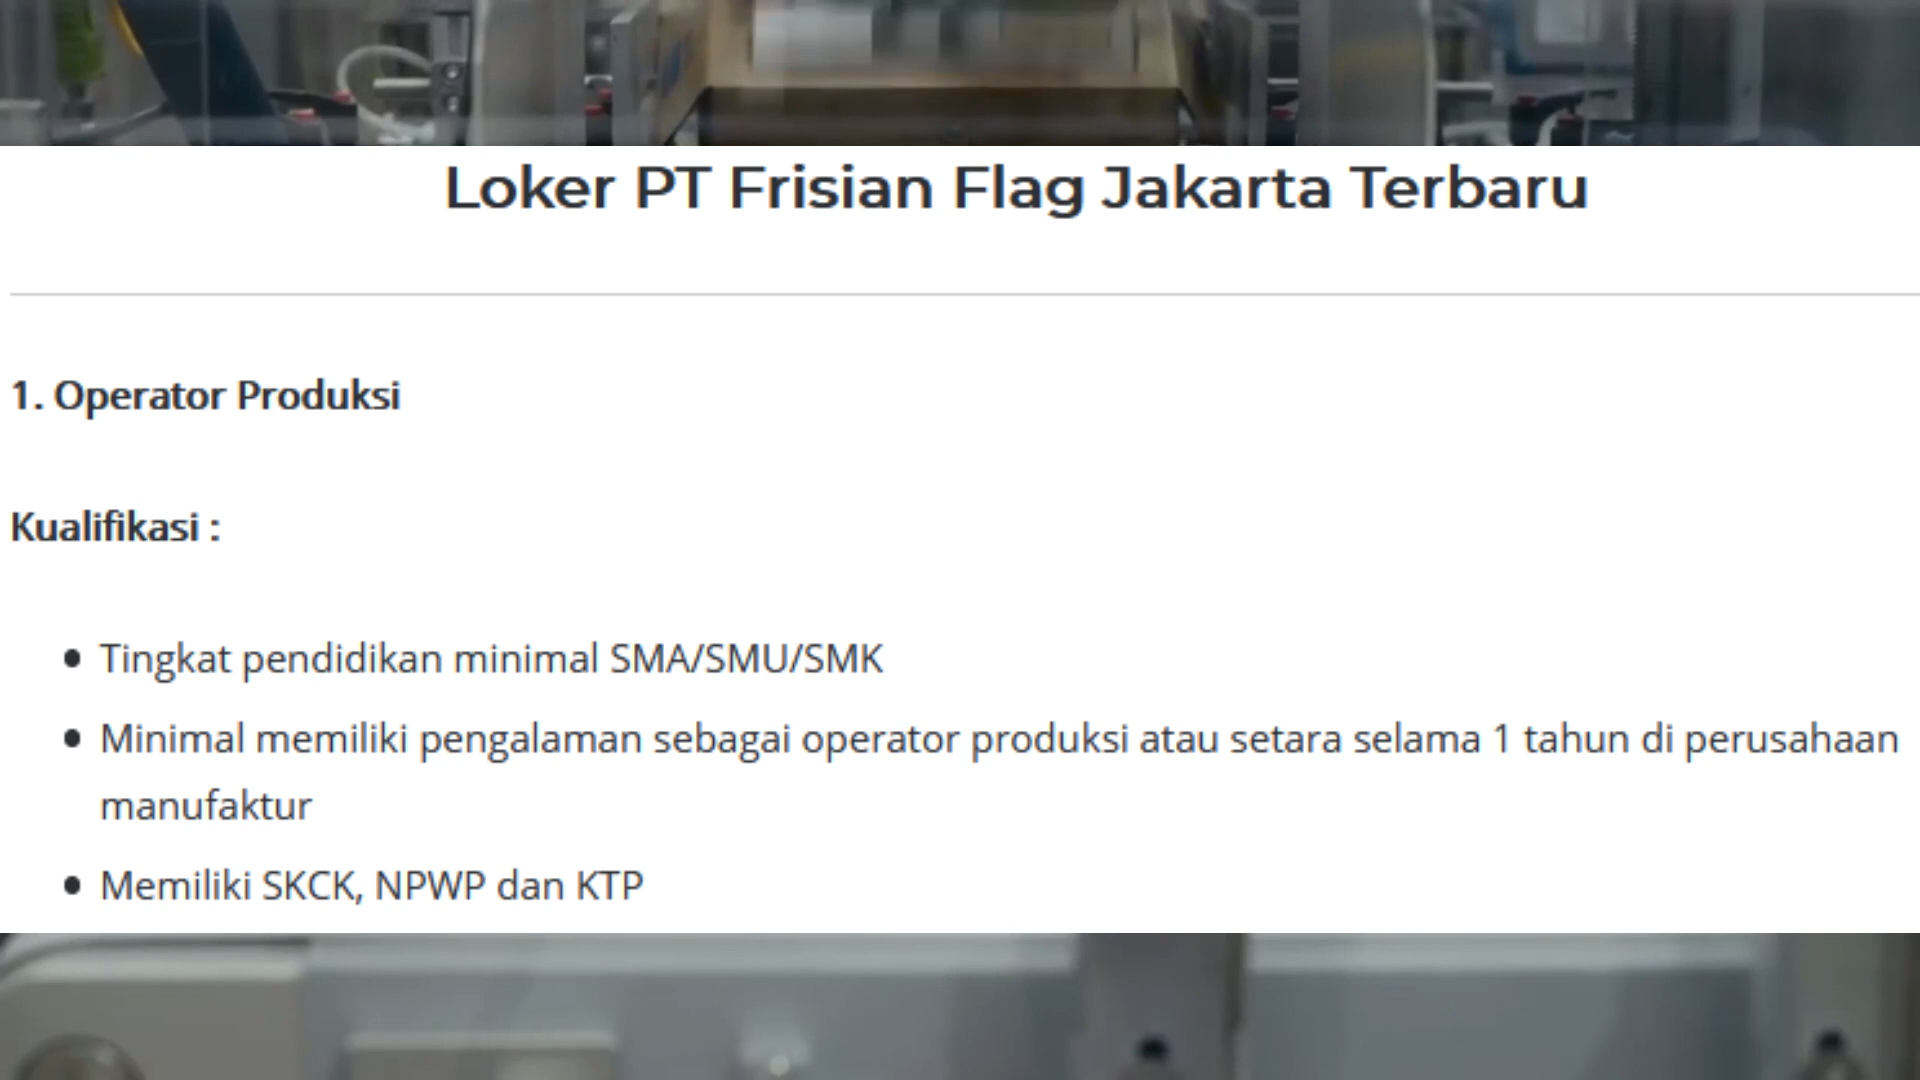 Loker PT Frisian Flag Jakarta Terbaru
1. Operator Produksi
Kualifikasi :
Tingkat pendidikan minimal SMA/SMU/SMK
Minimal memiliki pengalaman sebagai operator produksi atau setara selama 1 tahun di perusahaan
manufaktur
Memiliki SKCK, NPWP dan KTP